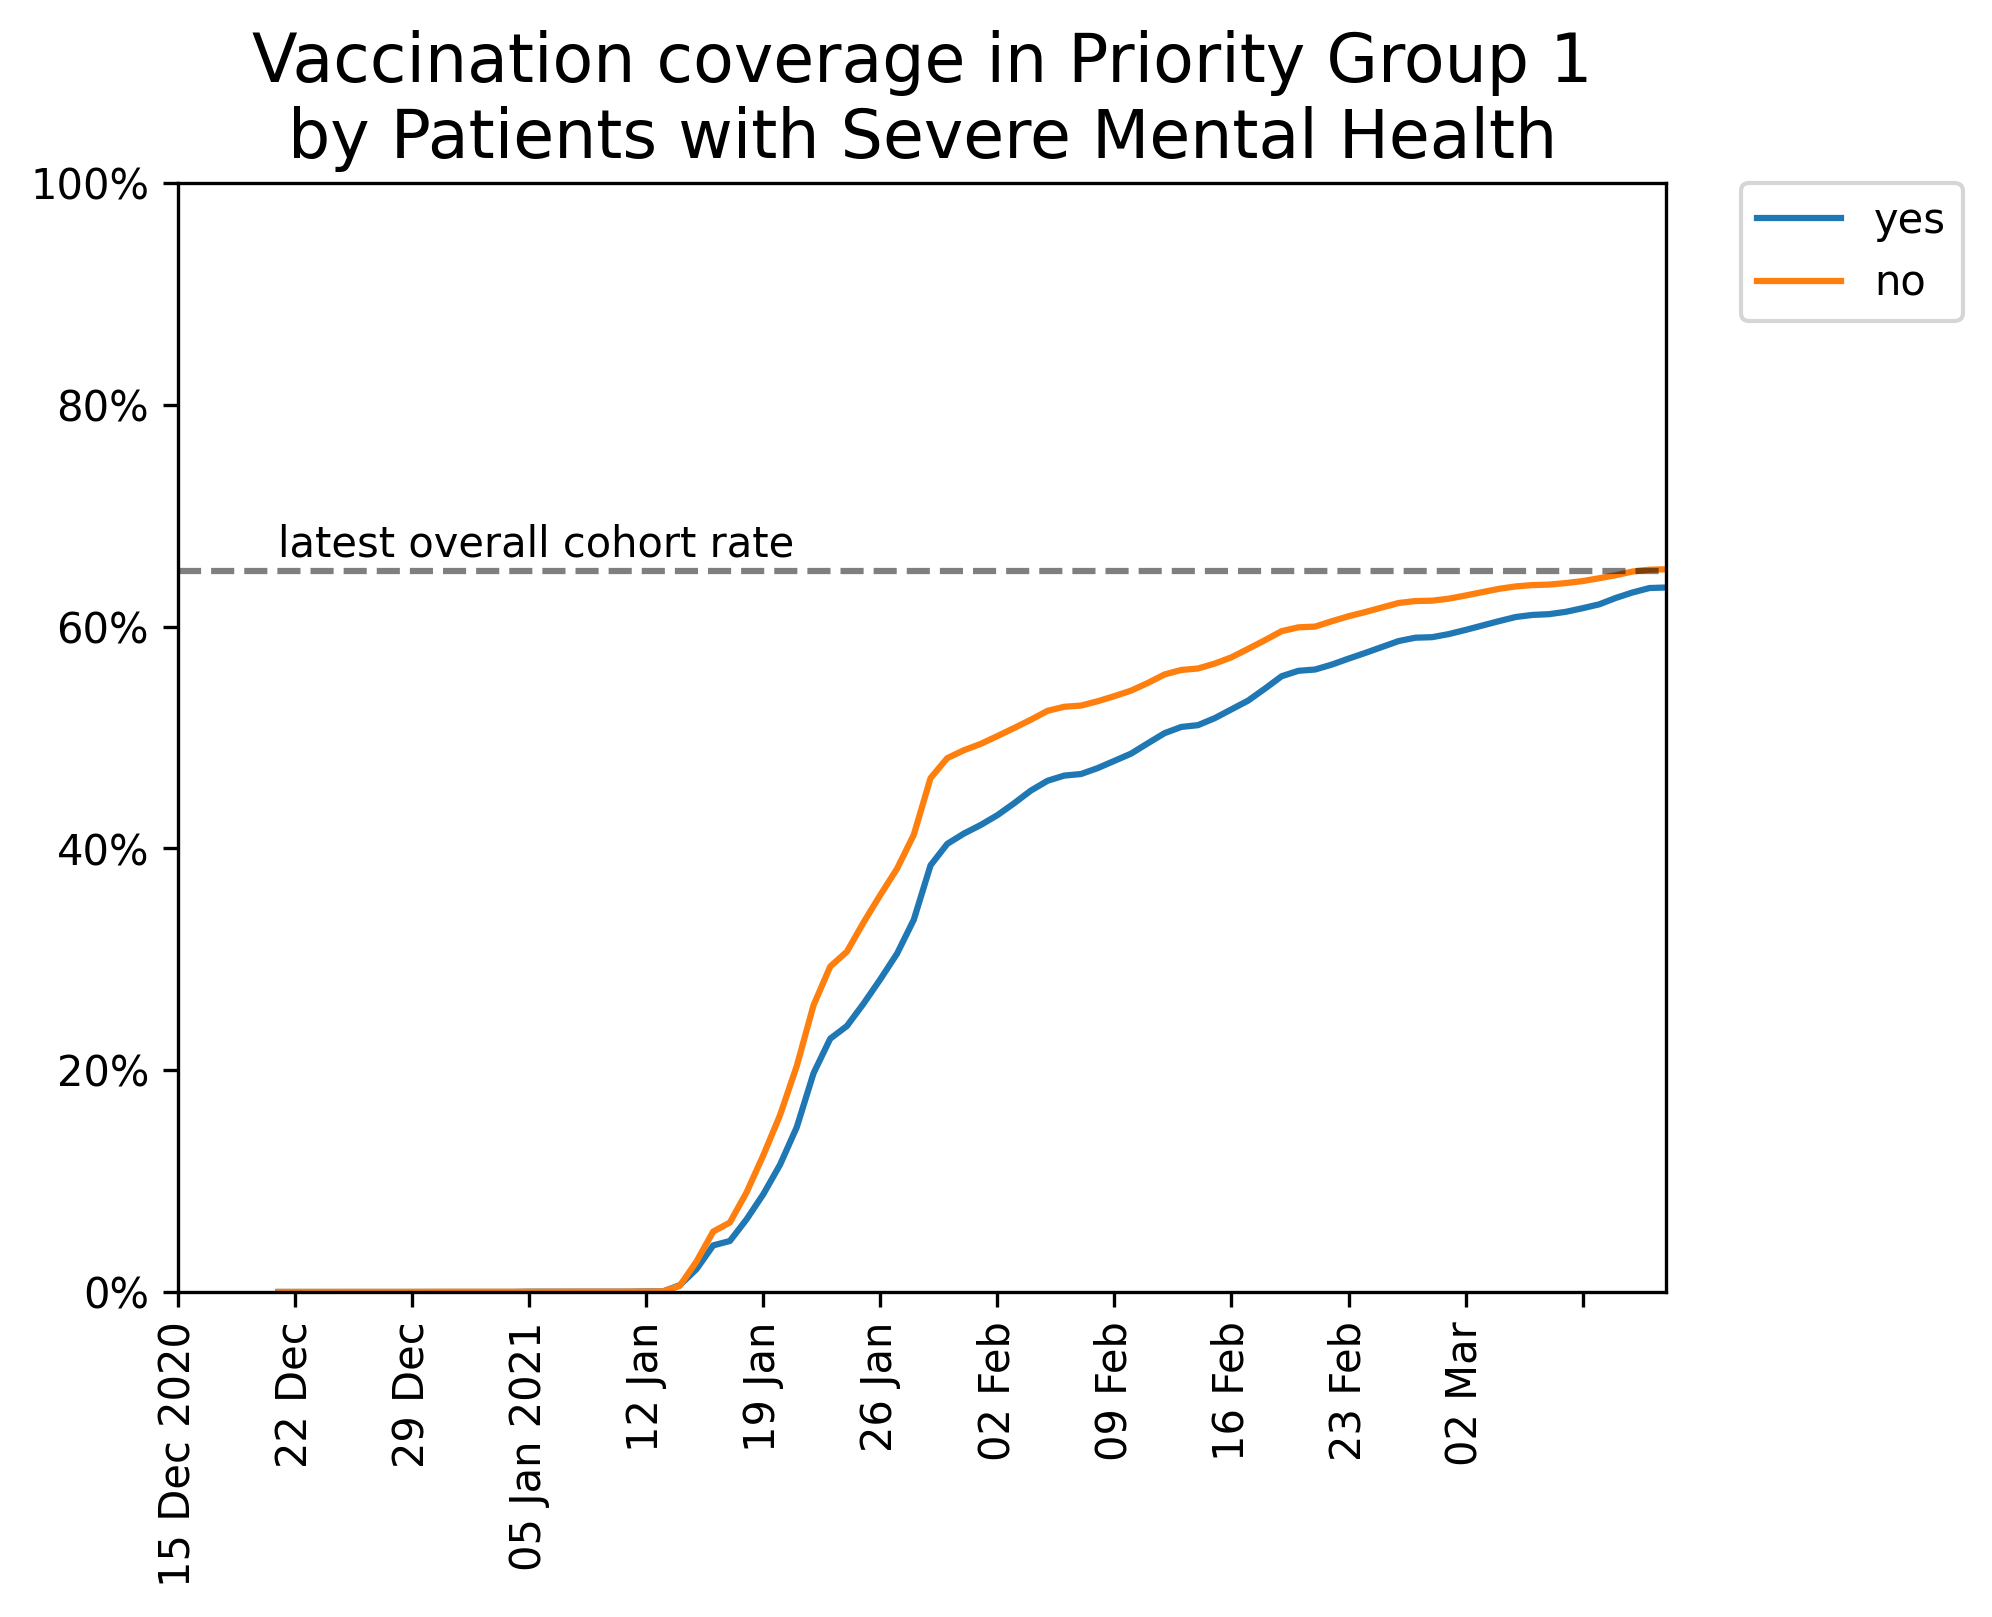 Vaccination coverage in Priority Group 1
by Patients with Severe Mental Health
100%
80%
60%
40%
20%
0%
latest overall cohort rate
yes
no
15 Dec 2020
22 Dec
29 Dec
05 Jan 2021
12 Jan
19 Jan
26 Jan
02 Feb
09 Feb
16 Feb
23 Feb
02 Mar